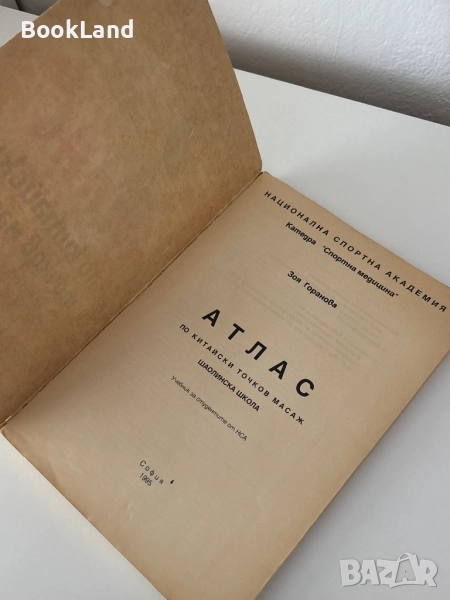 BookLand
НАЦИОНАЛНА СПОРТНА АКАДЕМИЯ
Катедра "Спортна медицина"
Зоя Горанова
АТЛАС
ПО КИТАЙСКИ ТОЧКОВ МАСАЖ
ШАОЛИНСКА ШКОЛА
Учебник за студентите от НСА
София
1995
BAZAR